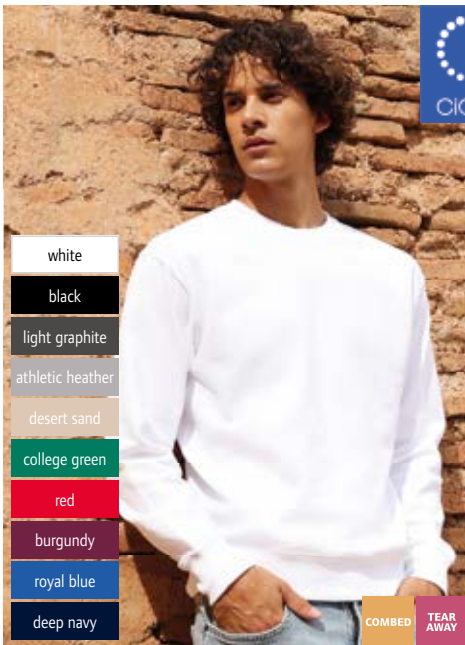 white
black
light graphite
athletic heather
desert sand
college green
red
burgundy
royal blue
deep navy
COMBED
TEAR
AWAY